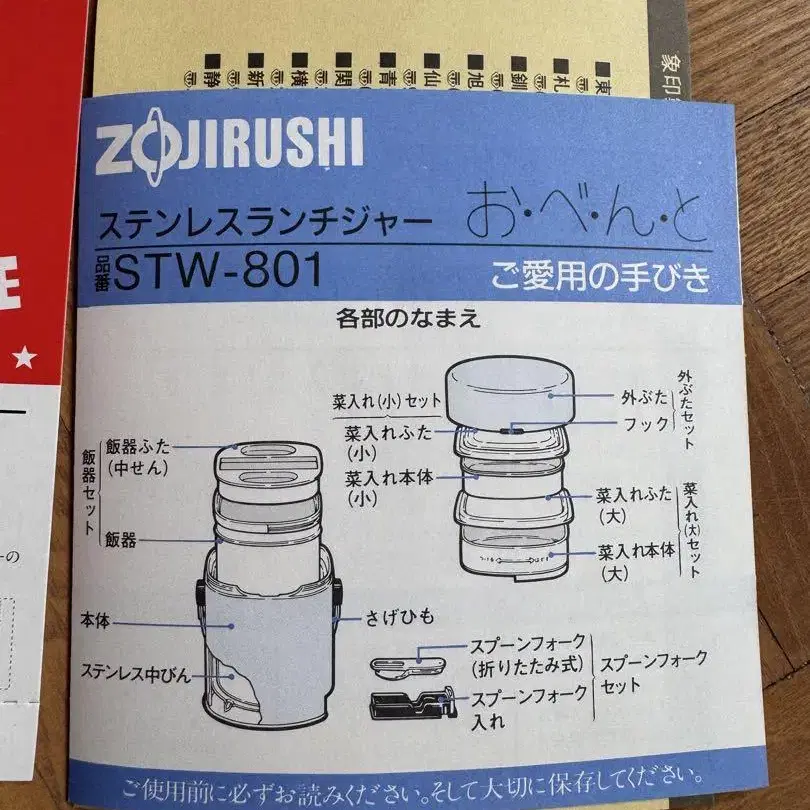 象印
東
札
釧
旭
仙
青
関
横
新
静
ZOJIRUSHI
ステンレスランチジャー
お・べ・ん・と
品番 STW-801
ご愛用の手びき
各部のなまえ
外ぶたセット
外ぶた
フック
菜入れ(小)セット
菜入れふた
(小)
菜入れ本体
(小)
菜入れ(大)セット
菜入れふた
(大)
菜入れ本体
(大)
飯器セット
飯器ふた
(中せん)
飯器
本体
さげひも
ステンレス中びん
スプーンフォーク
(折りたたみ式)
スプーンフォーク
入れ
スプーンフォーク
セット
ご使用前に必ずお読みください。そして大切に保存してください。
の